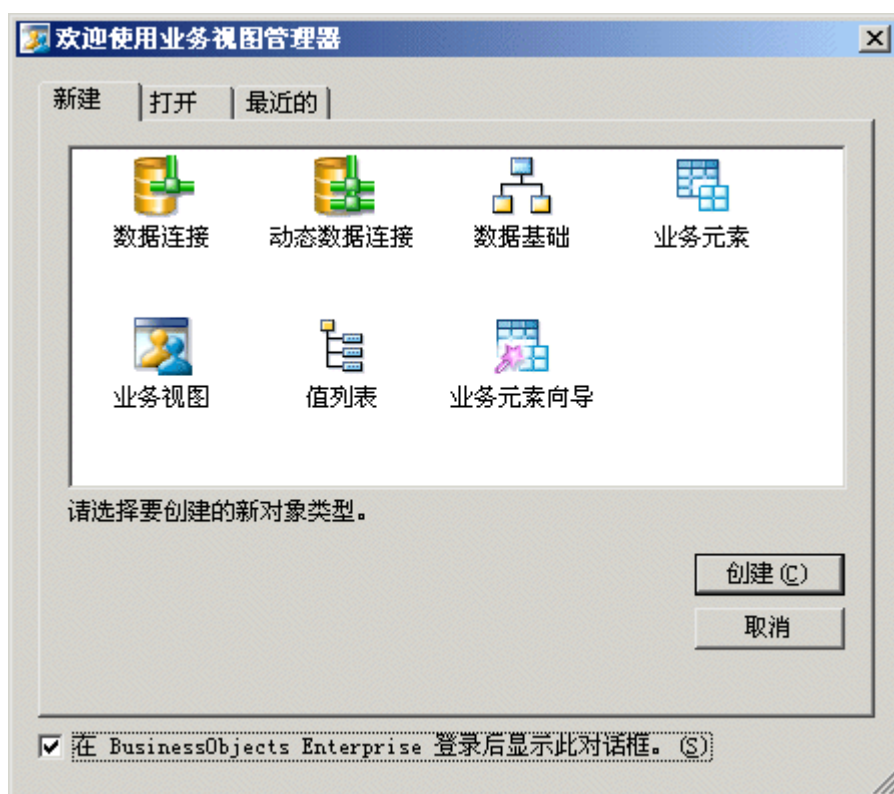 欢迎使用业务视图管理器
新建 打开 最近的
数据连接 动态数据连接 数据基础 业务元素
业务视图 值列表 业务元素向导
请选择要创建的新对象类型。
创建(C)
取消
在 BusinessObjects Enterprise 登录后显示此对话框。(S)